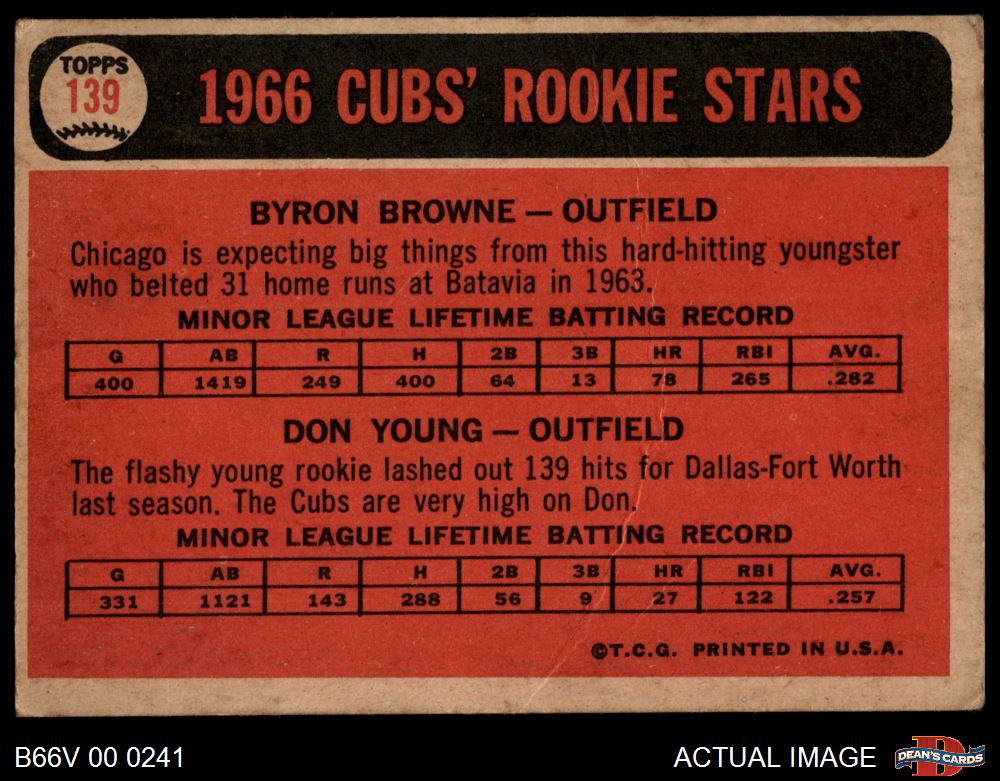 TOPPS
139
1966 CUBS' ROOKIE STARS
BYRON BROWNE — OUTFIELD
Chicago is expecting big things from this hard-hitting youngster
who belted 31 home runs at Batavia in 1963.
MINOR LEAGUE LIFETIME BATTING RECORD
G AB R H 2B 3B HR RBI AVG.
400 1419 249 400 64 13 78 265 .282
DON YOUNG — OUTFIELD
The flashy young rookie lashed out 139 hits for Dallas-Fort Worth
last season. The Cubs are very high on Don.
MINOR LEAGUE LIFETIME BATTING RECORD
G AB R H 2B 3B HR RBI AVG.
331 1121 143 288 56 9 27 122 .257
©T.C.G. PRINTED IN U.S.A.
B66V 00 0241
ACTUAL IMAGE
D
DEAN'S CARDS